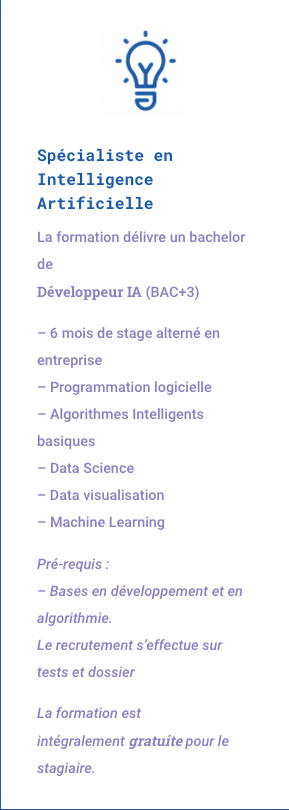 Spécialiste en
Intelligence
Artificielle
La formation délivre un bachelor
de
Développeur IA (BAC+3)
– 6 mois de stage alterné en
entreprise
– Programmation logicielle
– Algorithmes Intelligents
basiques
– Data Science
– Data visualisation
– Machine Learning
Pré-requis :
– Bases en développement et en
algorithmie.
Le recrutement s’effectue sur
tests et dossier
La formation est
intégralement gratuite pour le
stagiaire.